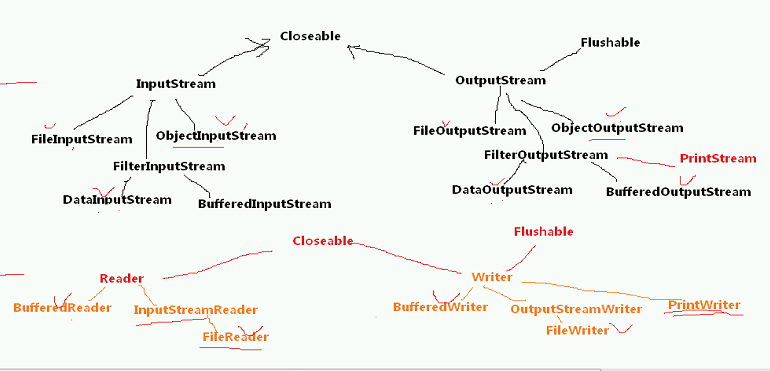 Closeable
Flushable
InputStream
OutputStream
FileInputStream
ObjectInputStream
FileOutputStream
ObjectOutputStream
FilterInputStream
FilterOutputStream
PrintStream
DataInputStream
BufferedInputStream
DataOutputStream
BufferedOutputStream
Closeable
Flushable
Reader
Writer
BufferedReader
InputStreamReader
BufferedWriter
OutputStreamWriter
PrintWriter
FileReader
FileWriter